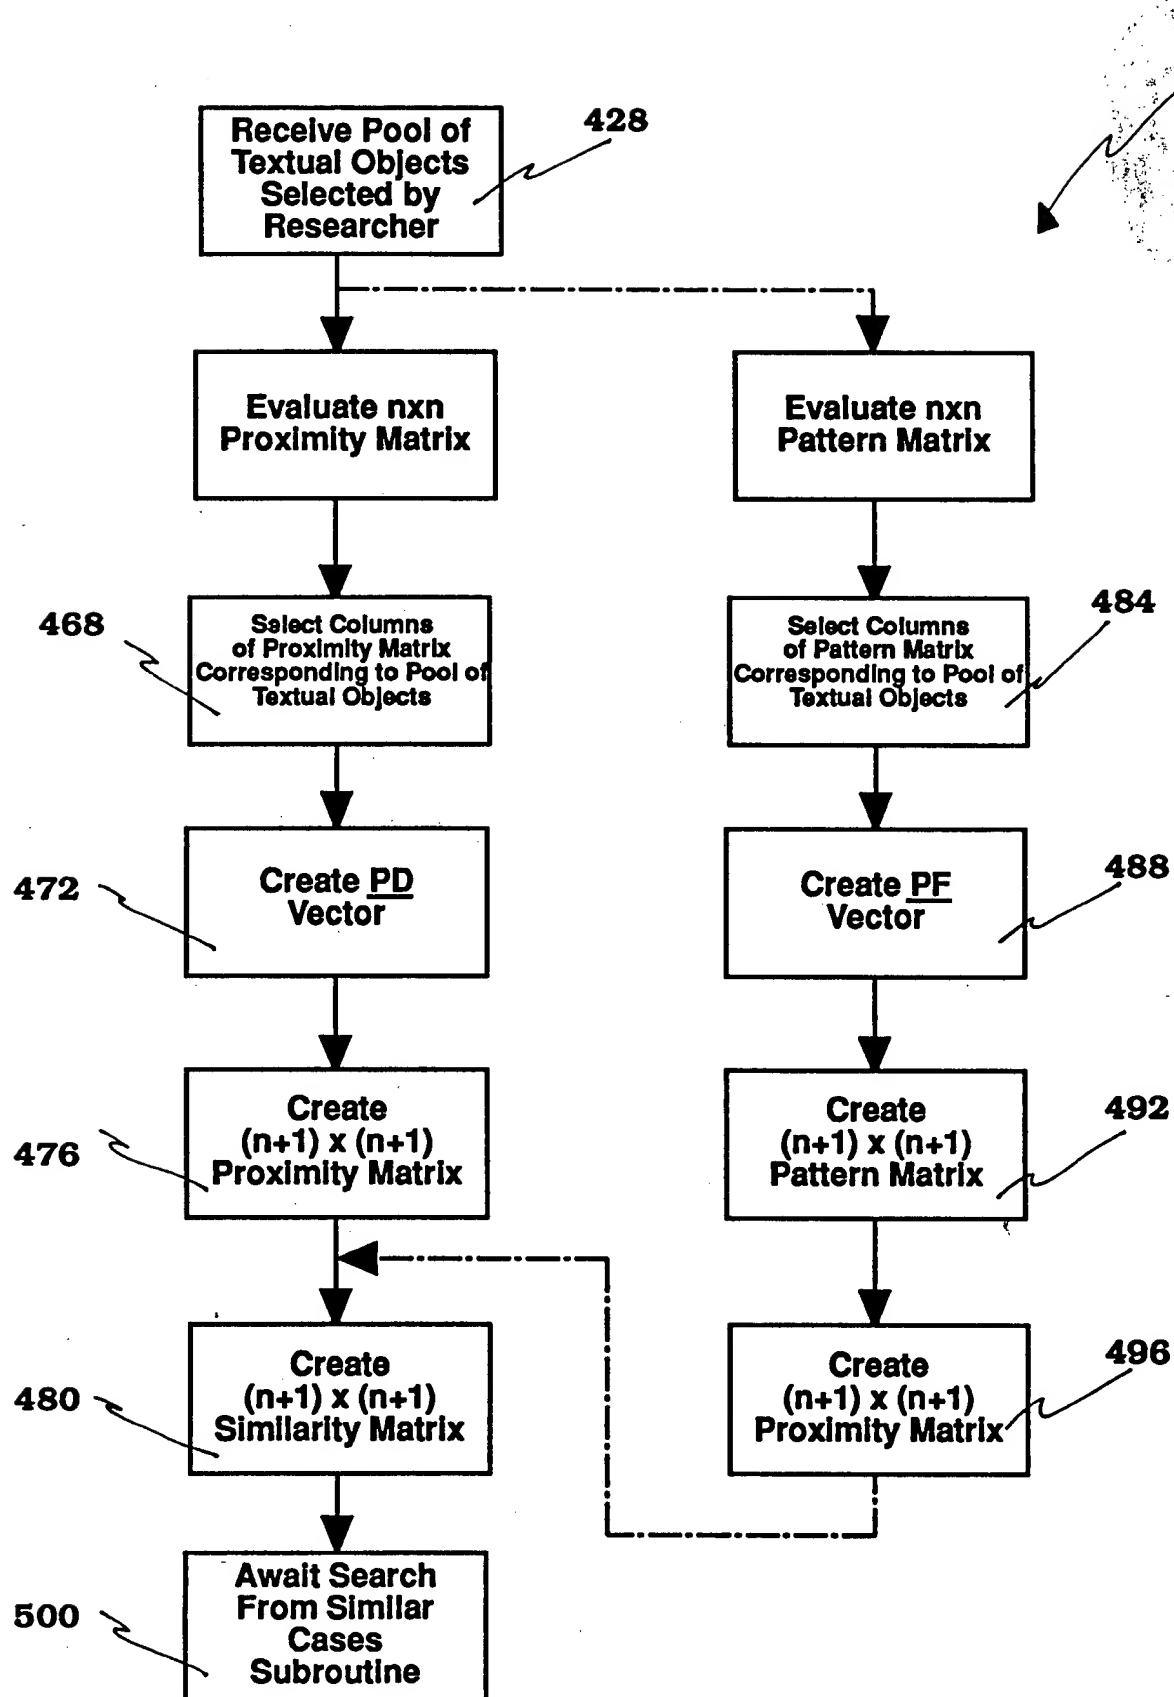 Receive Pool of
Textual Objects
Selected by
Researcher
428
Evaluate nxn
Proximity Matrix
Evaluate nxn
Pattern Matrix
468
Select Columns
of Proximity Matrix
Corresponding to Pool of
Textual Objects
Select Columns
of Pattern Matrix
Corresponding to Pool of
Textual Objects
484
472
Create PD
Vector
Create PF
Vector
488
476
Create
(n+1) x (n+1)
Proximity Matrix
Create
(n+1) x (n+1)
Pattern Matrix
492
480
Create
(n+1) x (n+1)
Similarity Matrix
Create
(n+1) x (n+1)
Proximity Matrix
496
500
Await Search
From Similar
Cases
Subroutine